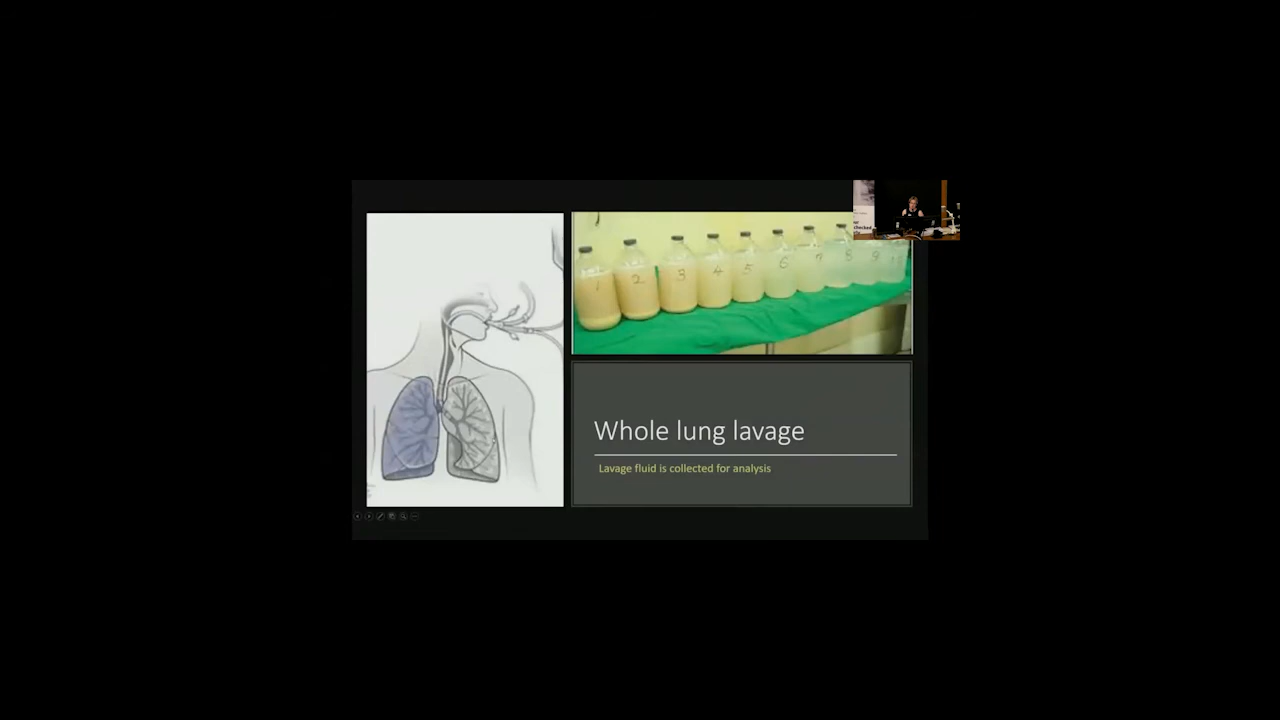 1 2 3 4 5 6 7 8 9
Whole lung lavage
Lavage fluid is collected for analysis